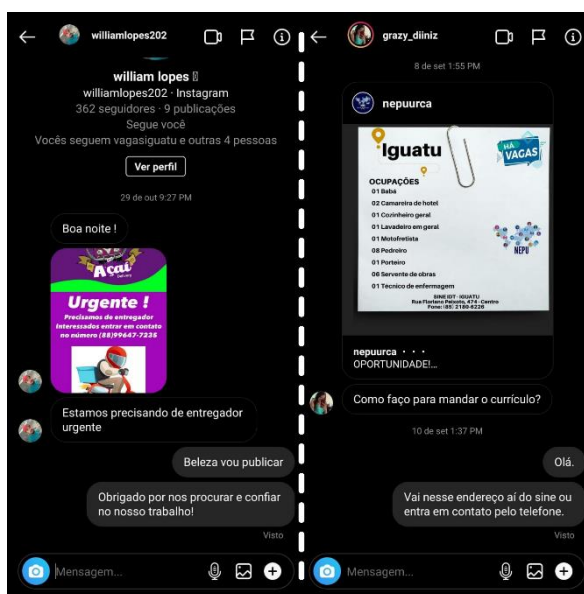 williamlopes202
william lopes
williamlopes202 · Instagram
362 seguidores · 9 publicações
Segue você
Vocês seguem vagasiguatu e outras 4 pessoas
Ver perfil
29 de out 9:27 PM
Boa noite !
Açaí
Delivery
Urgente !
Precisamos de entregador
Interessados entrar em contato
no número (88)99647-7235
Estamos precisando de entregador
urgente
Beleza vou publicar
Obrigado por nos procurar e confiar
no nosso trabalho!
Visto
Mensagem...
grazy_diiniz
8 de set 1:55 PM
nepuurca
Iguatu
HÁ
VAGAS
OCUPAÇÕES
01 Babá
02 Camareira de hotel
01 Cozinheiro geral
01 Lavadeiro em geral
01 Motofretista
08 Pedreiro
01 Porteiro
06 Servente de obras
01 Técnico de enfermagem
NEPU
SINE IDT - IGUATU
Rua Floriano Peixoto, 474 - Centro
Fone: (85) 2180-6226
nepuurca · · ·
OPORTUNIDADE!...
Como faço para mandar o currículo?
10 de set 1:37 PM
Olá.
Vai nesse endereço aí do sine ou
entra em contato pelo telefone.
Visto
Mensagem...